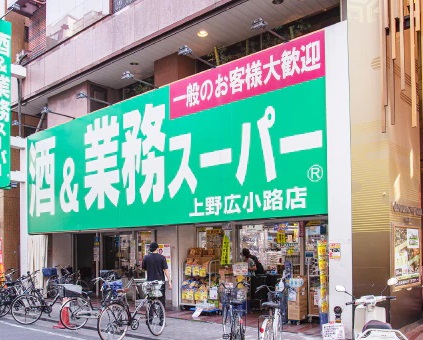 一般のお客様大歓迎
酒&業務スーパー®
上野広小路店
酒&業務スーパー